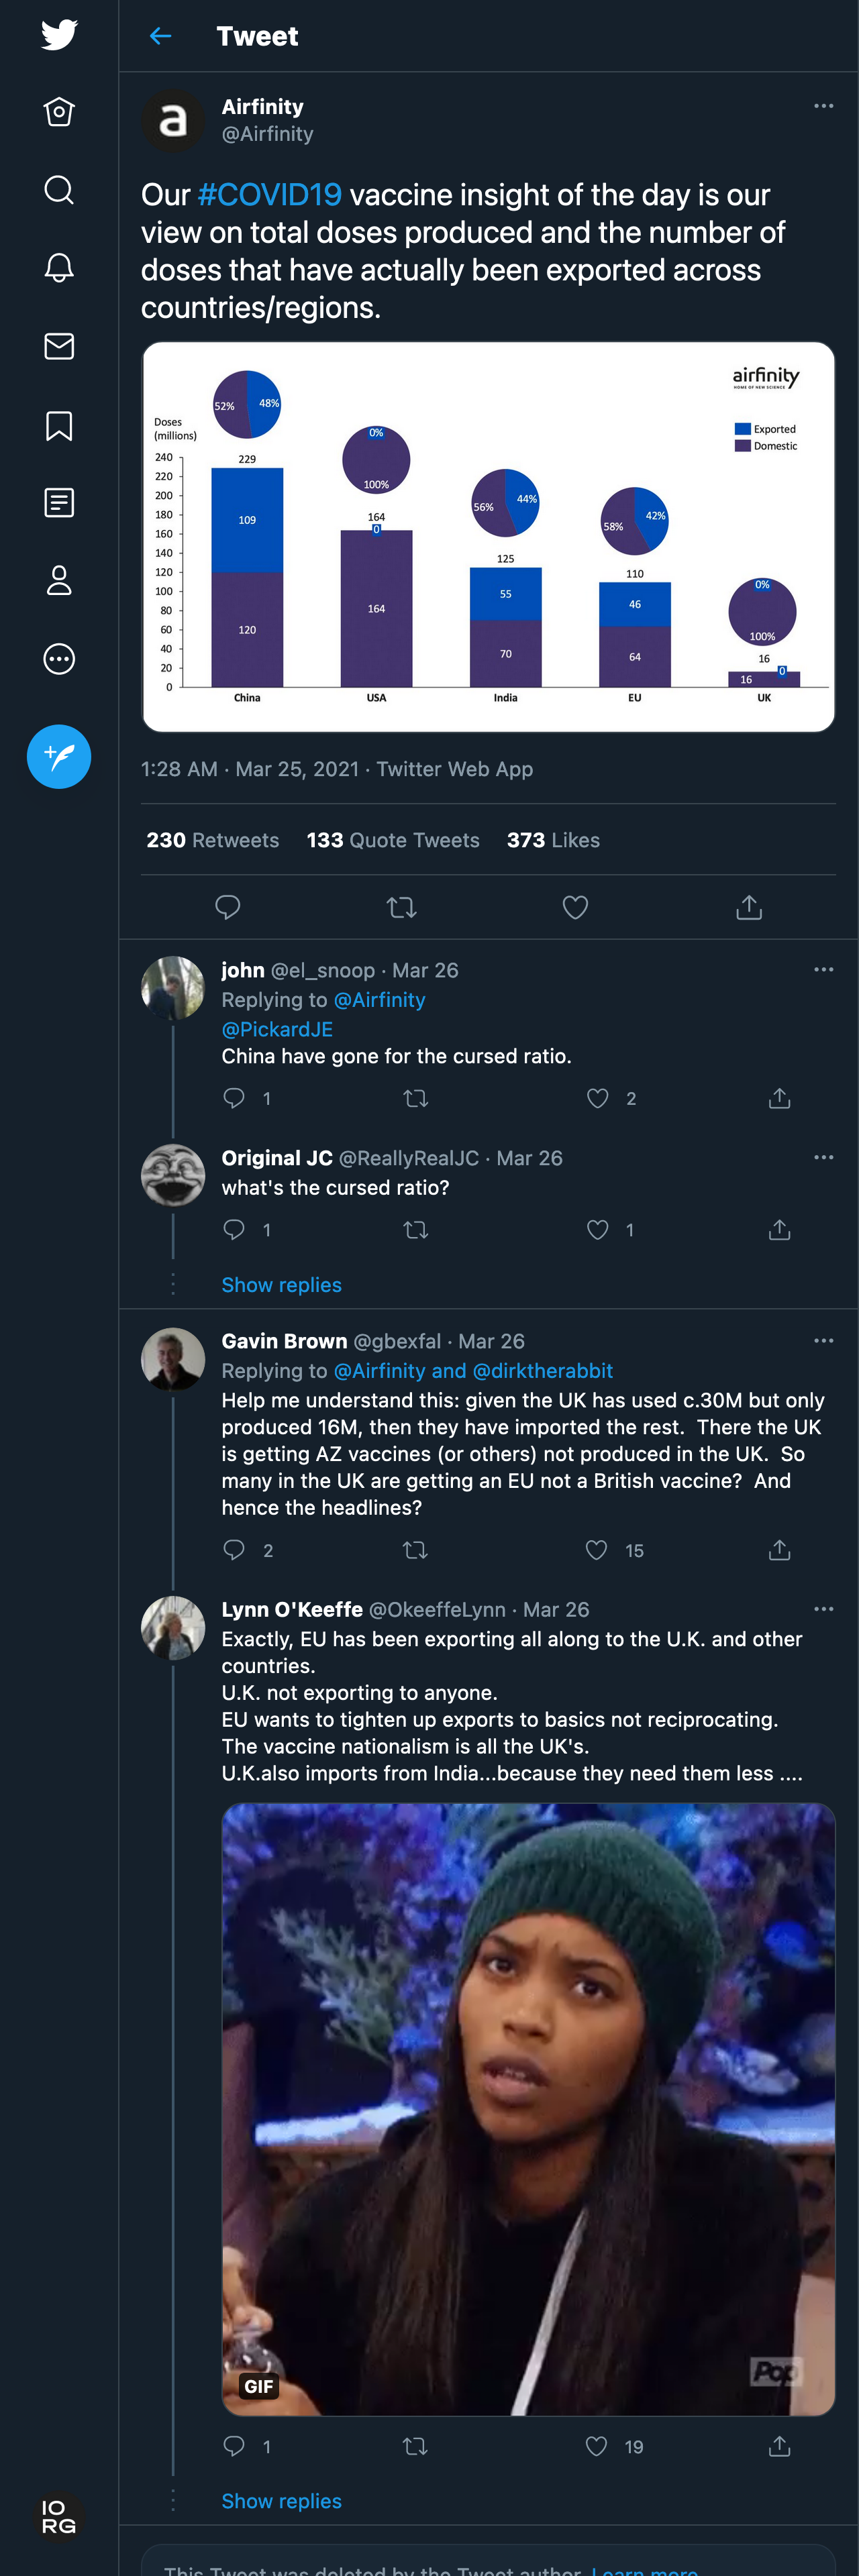 Tweet
a
Airfinity
@Airfinity
Our #COVID19 vaccine insight of the day is our
view on total doses produced and the number of
doses that have actually been exported across
countries/regions.
airfinity
HOME OF NEW SCIENCE
Exported
Domestic
Doses
(millions)
240
220
200
180
160
140
120
100
80
60
40
20
0
52% 48%
229
109
120
China
0%
100%
164
0
164
USA
56% 44%
125
55
70
India
58% 42%
110
46
64
EU
0%
100%
16
0
16
UK
1:28 AM · Mar 25, 2021 · Twitter Web App
230 Retweets 133 Quote Tweets 373 Likes
john @el_snoop · Mar 26
Replying to @Airfinity
@PickardJE
China have gone for the cursed ratio.
1 2
Original JC @ReallyRealJC · Mar 26
what's the cursed ratio?
1 1
Show replies
Gavin Brown @gbexfal · Mar 26
Replying to @Airfinity and @dirktherabbit
Help me understand this: given the UK has used c.30M but only
produced 16M, then they have imported the rest.  There the UK
is getting AZ vaccines (or others) not produced in the UK.  So
many in the UK are getting an EU not a British vaccine?  And
hence the headlines?
2 15
Lynn O'Keeffe @OkeeffeLynn · Mar 26
Exactly, EU has been exporting all along to the U.K. and other
countries.
U.K. not exporting to anyone.
EU wants to tighten up exports to basics not reciprocating.
The vaccine nationalism is all the UK's.
U.K.also imports from India...because they need them less ....
Pop
GIF
1 19
Show replies
IO
RG
This Tweet was deleted by the Tweet author. Learn more